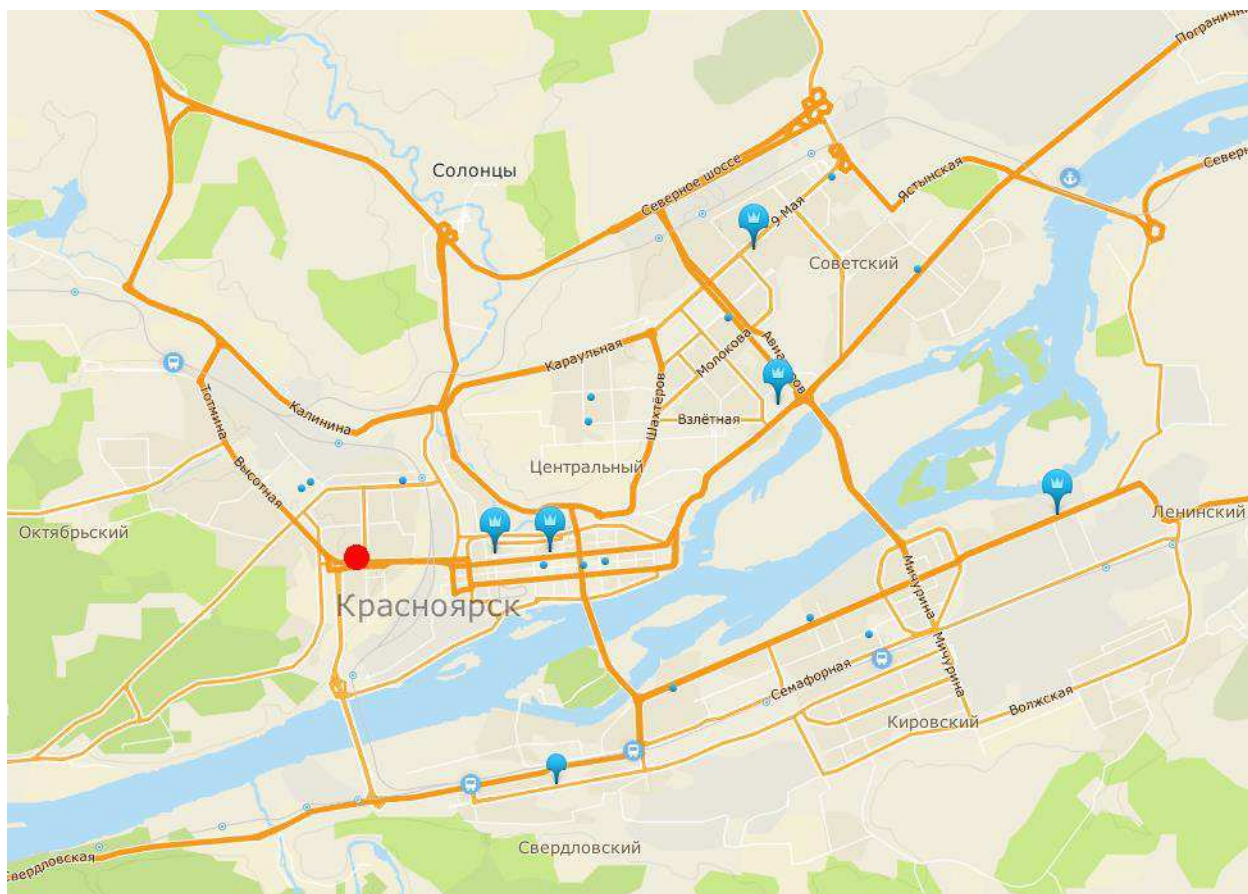 Пограничн
Северн
Солонцы
Северное шоссе
Ястынская
9 Мая
Советский
Караульная
Молокова
Авиаторов
Тотмина
Калинина
Шахтёров
Взлётная
Высотная
Центральный
Октябрьский
Ленинский
Красноярск
Мичурина
Мичурина
Семафорная
Волжская
Кировский
Свердловский
Свердловская